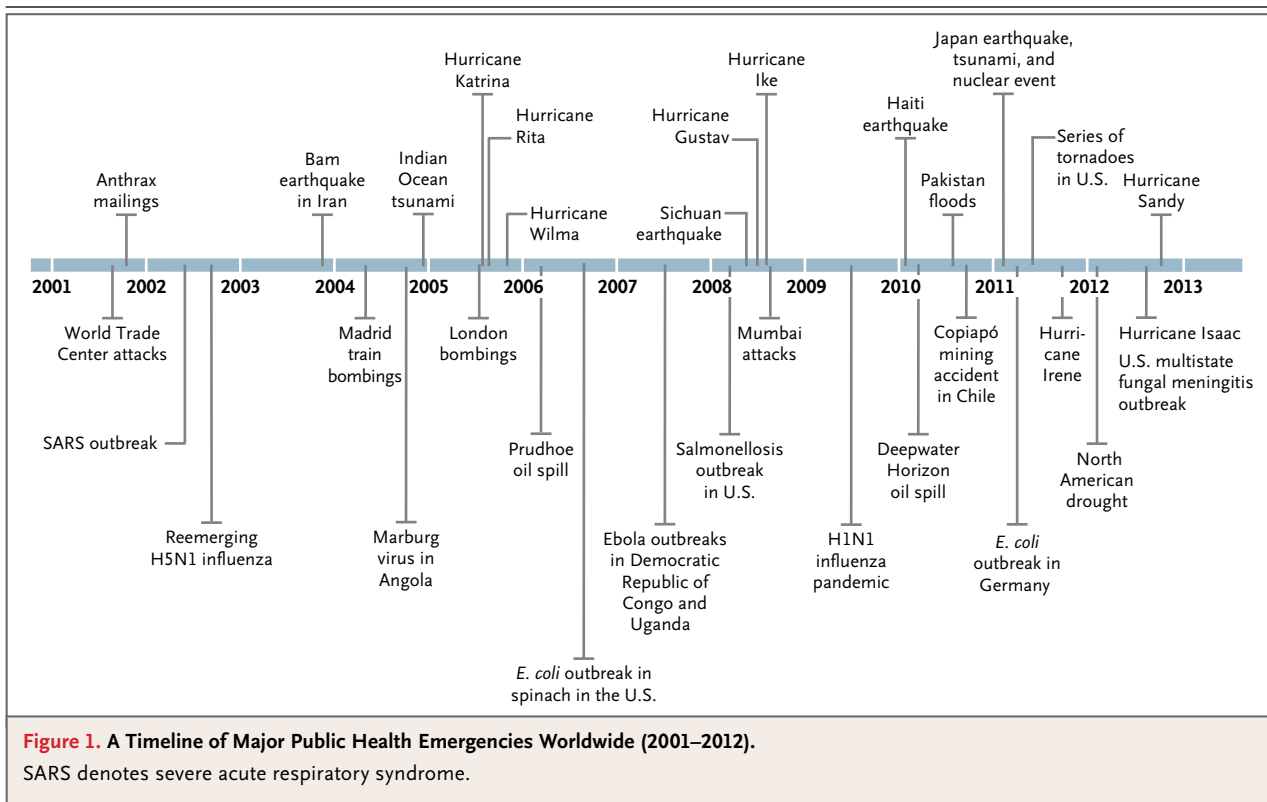 Hurricane
Katrina
Hurricane
Ike
Japan earthquake,
tsunami, and
nuclear event
Hurricane
Rita
Hurricane
Gustav
Haiti
earthquake
Series of
tornadoes
in U.S.
Anthrax
mailings
Bam
earthquake
in Iran
Indian
Ocean
tsunami
Hurricane
Wilma
Sichuan
earthquake
Pakistan
floods
Hurricane
Sandy
2001 2002 2003 2004 2005 2006 2007 2008 2009 2010 2011 2012 2013
World Trade
Center attacks
Madrid
train
bombings
London
bombings
Mumbai
attacks
Copiapó
mining
accident
in Chile
Hurri-
cane
Irene
Hurricane Isaac
U.S. multistate
fungal meningitis
outbreak
SARS outbreak
Prudhoe
oil spill
Salmonellosis
outbreak
in U.S.
Deepwater
Horizon
oil spill
North
American
drought
Reemerging
H5N1 influenza
Marburg
virus in
Angola
Ebola outbreaks
in Democratic
Republic of
Congo and
Uganda
H1N1
influenza
pandemic
E. coli
outbreak in
Germany
E. coli outbreak in
spinach in the U.S.
Figure 1. A Timeline of Major Public Health Emergencies Worldwide (2001–2012).
SARS denotes severe acute respiratory syndrome.